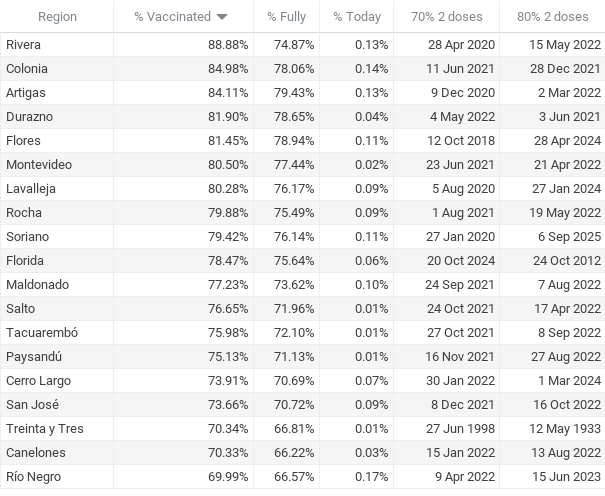 Region % Vaccinated % Fully % Today 70% 2 doses 80% 2 doses
Rivera 88.88% 74.87% 0.13% 28 Apr 2020 15 May 2022
Colonia 84.98% 78.06% 0.14% 11 Jun 2021 28 Dec 2021
Artigas 84.11% 79.43% 0.13% 9 Dec 2020 2 Mar 2022
Durazno 81.90% 78.65% 0.04% 4 May 2022 3 Jun 2021
Flores 81.45% 78.94% 0.11% 12 Oct 2018 28 Apr 2024
Montevideo 80.50% 77.44% 0.02% 23 Jun 2021 21 Apr 2022
Lavalleja 80.28% 76.17% 0.09% 5 Aug 2020 27 Jan 2024
Rocha 79.88% 75.49% 0.09% 1 Aug 2021 19 May 2022
Soriano 79.42% 76.14% 0.11% 27 Jan 2020 6 Sep 2025
Florida 78.47% 75.64% 0.06% 20 Oct 2024 24 Oct 2012
Maldonado 77.23% 73.62% 0.10% 24 Sep 2021 7 Aug 2022
Salto 76.65% 71.96% 0.01% 24 Oct 2021 17 Apr 2022
Tacuarembó 75.98% 72.10% 0.01% 27 Oct 2021 8 Sep 2022
Paysandú 75.13% 71.13% 0.01% 16 Nov 2021 27 Aug 2022
Cerro Largo 73.91% 70.69% 0.07% 30 Jan 2022 1 Mar 2024
San José 73.66% 70.72% 0.09% 8 Dec 2021 16 Oct 2022
Treinta y Tres 70.34% 66.81% 0.01% 27 Jun 1998 12 May 1933
Canelones 70.33% 66.22% 0.03% 15 Jan 2022 13 Aug 2022
Río Negro 69.99% 66.57% 0.17% 9 Apr 2022 15 Jun 2023